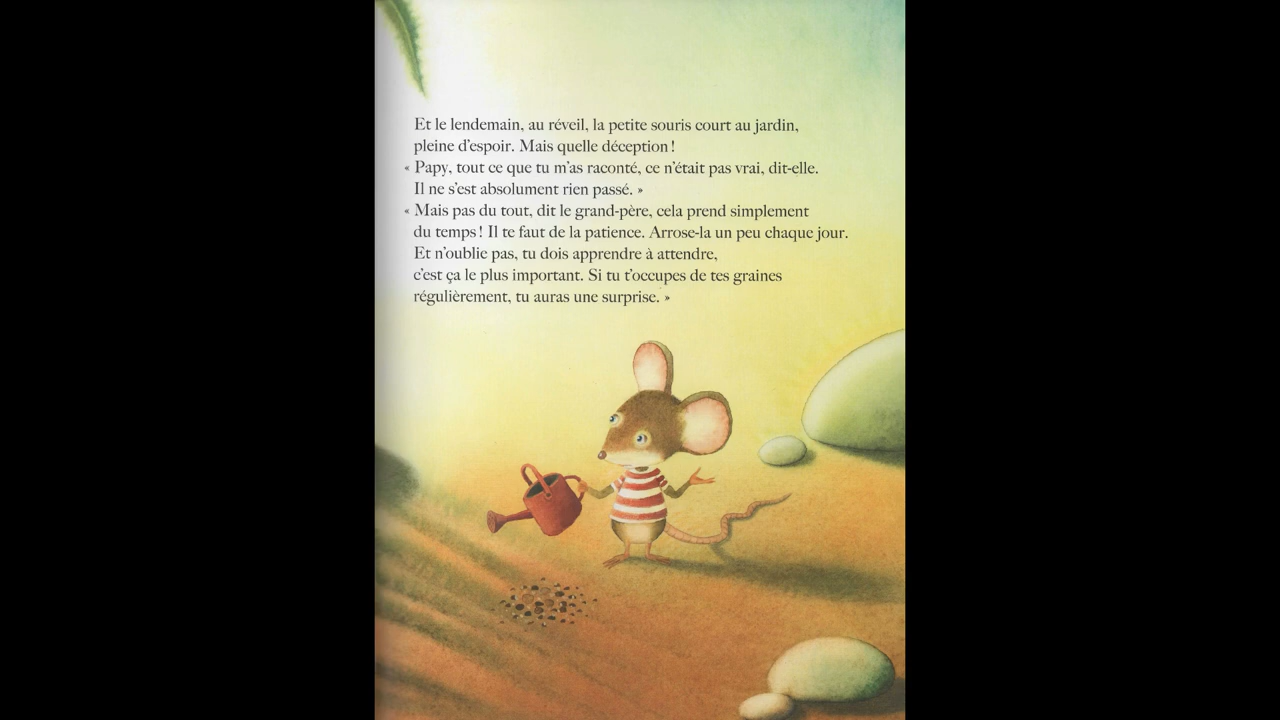 Et le lendemain, au réveil, la petite souris court au jardin,
pleine d'espoir. Mais quelle déception !
« Papy, tout ce que tu m'as raconté, ce n'était pas vrai, dit-elle.
Il ne s'est absolument rien passé. »
« Mais pas du tout, dit le grand-père, cela prend simplement
du temps ! Il te faut de la patience. Arrose-la un peu chaque jour.
Et n'oublie pas, tu dois apprendre à attendre,
c'est ça le plus important. Si tu t'occupes de tes graines
régulièrement, tu auras une surprise. »